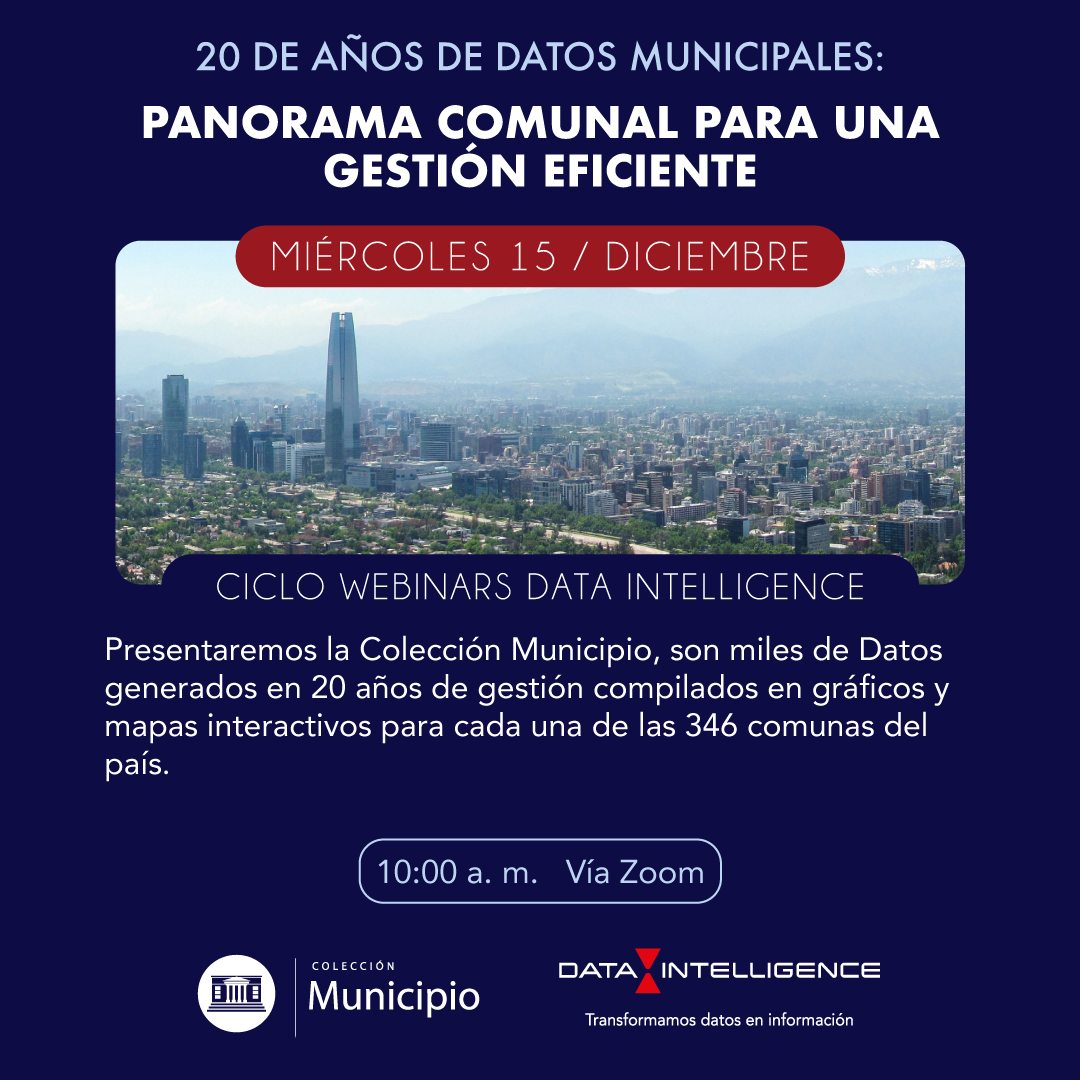 20 DE AÑOS DE DATOS MUNICIPALES:
PANORAMA COMUNAL PARA UNA
GESTIÓN EFICIENTE
MIÉRCOLES 15 / DICIEMBRE
CICLO WEBINARS DATA INTELLIGENCE
Presentaremos la Colección Municipio, son miles de Datos
generados en 20 años de gestión compilados en gráficos y
mapas interactivos para cada una de las 346 comunas del
país.
10:00 a. m. Vía Zoom
COLECCIÓN
Municipio
DATA INTELLIGENCE
Transformamos datos en información